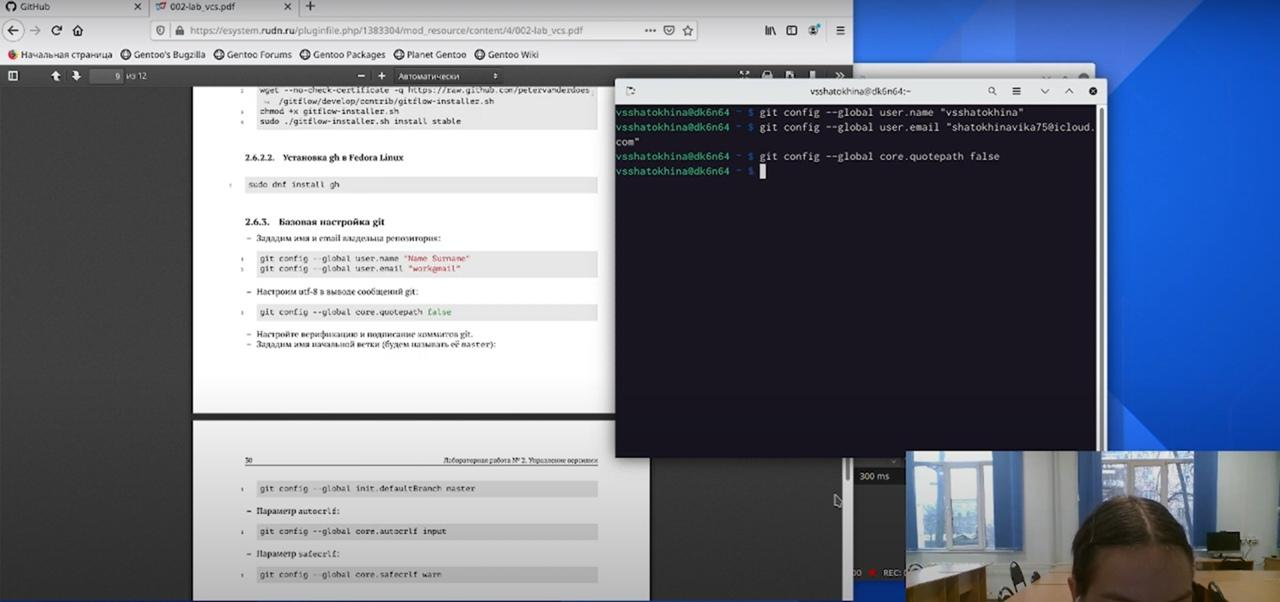 GitHub
002-lab_vcs.pdf
https://esystem.rudn.ru/pluginfile.php/1383304/mod_resource/content/4/002-lab_vcs.pdf
Начальная страница
Gentoo's Bugzilla
Gentoo Forums
Gentoo Packages
Planet Gentoo
Gentoo Wiki
9 из 12
Автоматически
wget --no-check-certificate -q https://raw.github.com/petervanderdoes
/gitflow/develop/contrib/gitflow-installer.sh
chmod +x gitflow-installer.sh
sudo ./gitflow-installer.sh install stable
2.6.2.2. Установка gh в Fedora Linux
sudo dnf install gh
2.6.3. Базовая настройка git
– Зададим имя и email владельца репозитория:
git config --global user.name "Name Surname"
git config --global user.email "work@mail"
– Настроим utf-8 в выводе сообщений git:
git config --global core.quotepath false
– Настройте верификацию и подписание коммитов git.
– Зададим имя начальной ветки (будем называть её master):
30 Лабораторная работа № 2. Управление версиями
git config --global init.defaultBranch master
– Параметр autocrlf:
git config --global core.autocrlf input
– Параметр safecrlf:
git config --global core.safecrlf warn
vsshatokhina@dk6n64:~
vsshatokhina@dk6n64 ~ $ git config --global user.name "vsshatokhina"
vsshatokhina@dk6n64 ~ $ git config --global user.email "shatokhinavika75@icloud.
com"
vsshatokhina@dk6n64 ~ $ git config --global core.quotepath false
vsshatokhina@dk6n64 ~ $
300 ms
REC: